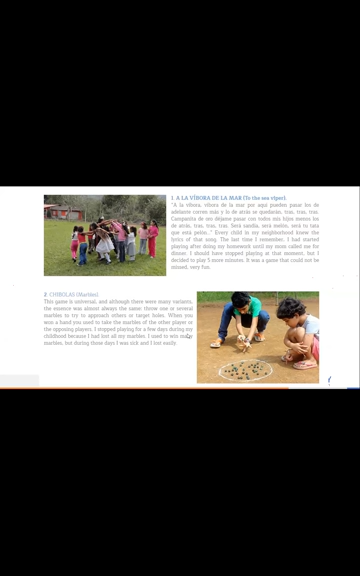 1 A LA VÍBORA DE LA MAR (To the sea viper)
"A la víbora, víbora de la mar por aquí pueden pasar los de
adelante corren más y lo de atrás se quedarán, tras, tras, tras.
Campanita de oro déjame pasar con todos mis hijos menos los
de atrás, tras, tras, tras. Será sandía, será melón, será tu tata
que está pelón..." Every child in my neighborhood knew the
lyrics of that song. The last time I remember, I had started
playing after doing my homework until my mom called me for
dinner. I should have stopped playing at that moment, but I
decided to play 5 more minutes. It was a game that could not be
missed, very fun.
2 CHIBOLAS (Marbles)
This game is universal, and although there were many variants,
the essence was almost always the same: throw one or several
marbles to try to approach others or target holes. When you
won a hand you used to take the marbles of the other player or
the opposing players. I stopped playing for a few days during my
childhood because I had lost all my marbles. I used to win many
marbles, but during those days I was sick and I lost easily.